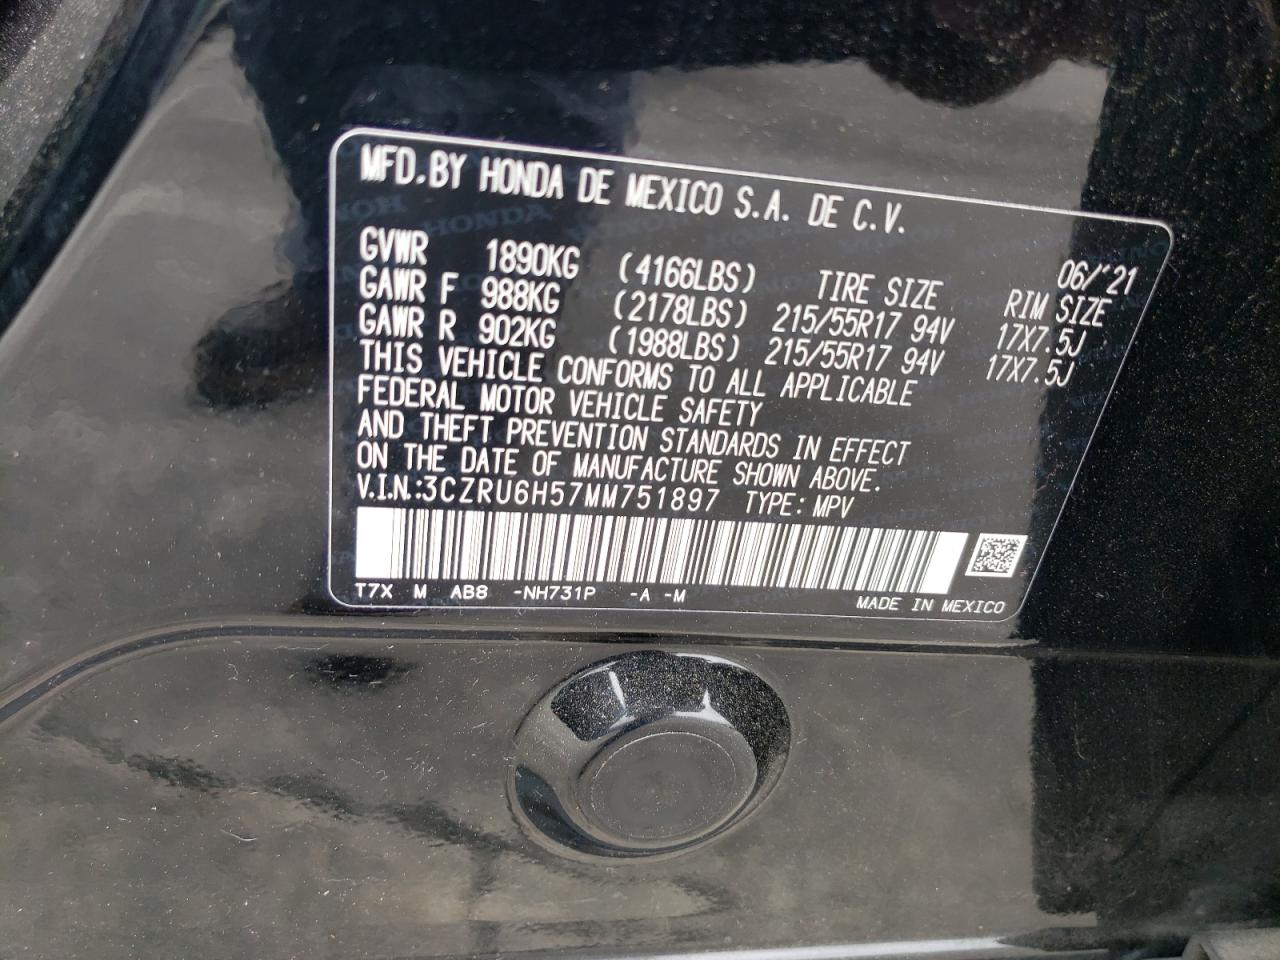 MFD.BY HONDA DE MEXICO S.A. DE C.V.
06/'21
GVWR 1890KG (4166LBS) TIRE SIZE RIM SIZE
GAWR F 988KG (2178LBS) 215/55R17 94V 17X7.5J
GAWR R 902KG (1988LBS) 215/55R17 94V 17X7.5J
THIS VEHICLE CONFORMS TO ALL APPLICABLE
FEDERAL MOTOR VEHICLE SAFETY
AND THEFT PREVENTION STANDARDS IN EFFECT
ON THE DATE OF MANUFACTURE SHOWN ABOVE.
V.I.N.:3CZRU6H57MM751897 TYPE: MPV
T7X M AB8 -NH731P -A -M
MADE IN MEXICO